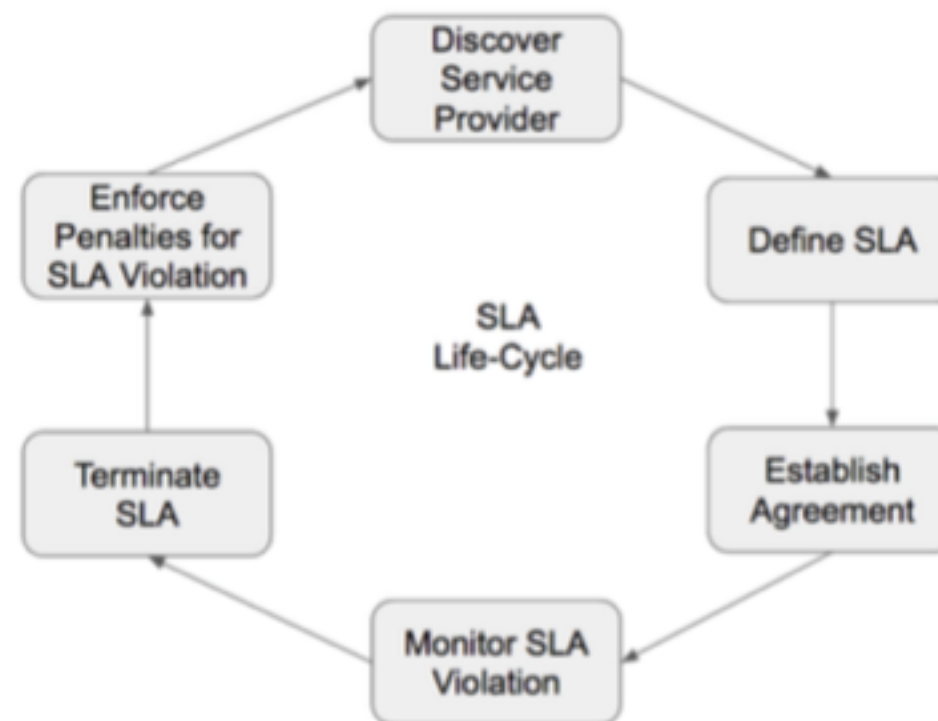 Discover
Service
Provider
Enforce
Penalties for
SLA Violation
Define SLA
SLA
Life-Cycle
Terminate
SLA
Establish
Agreement
Monitor SLA
Violation